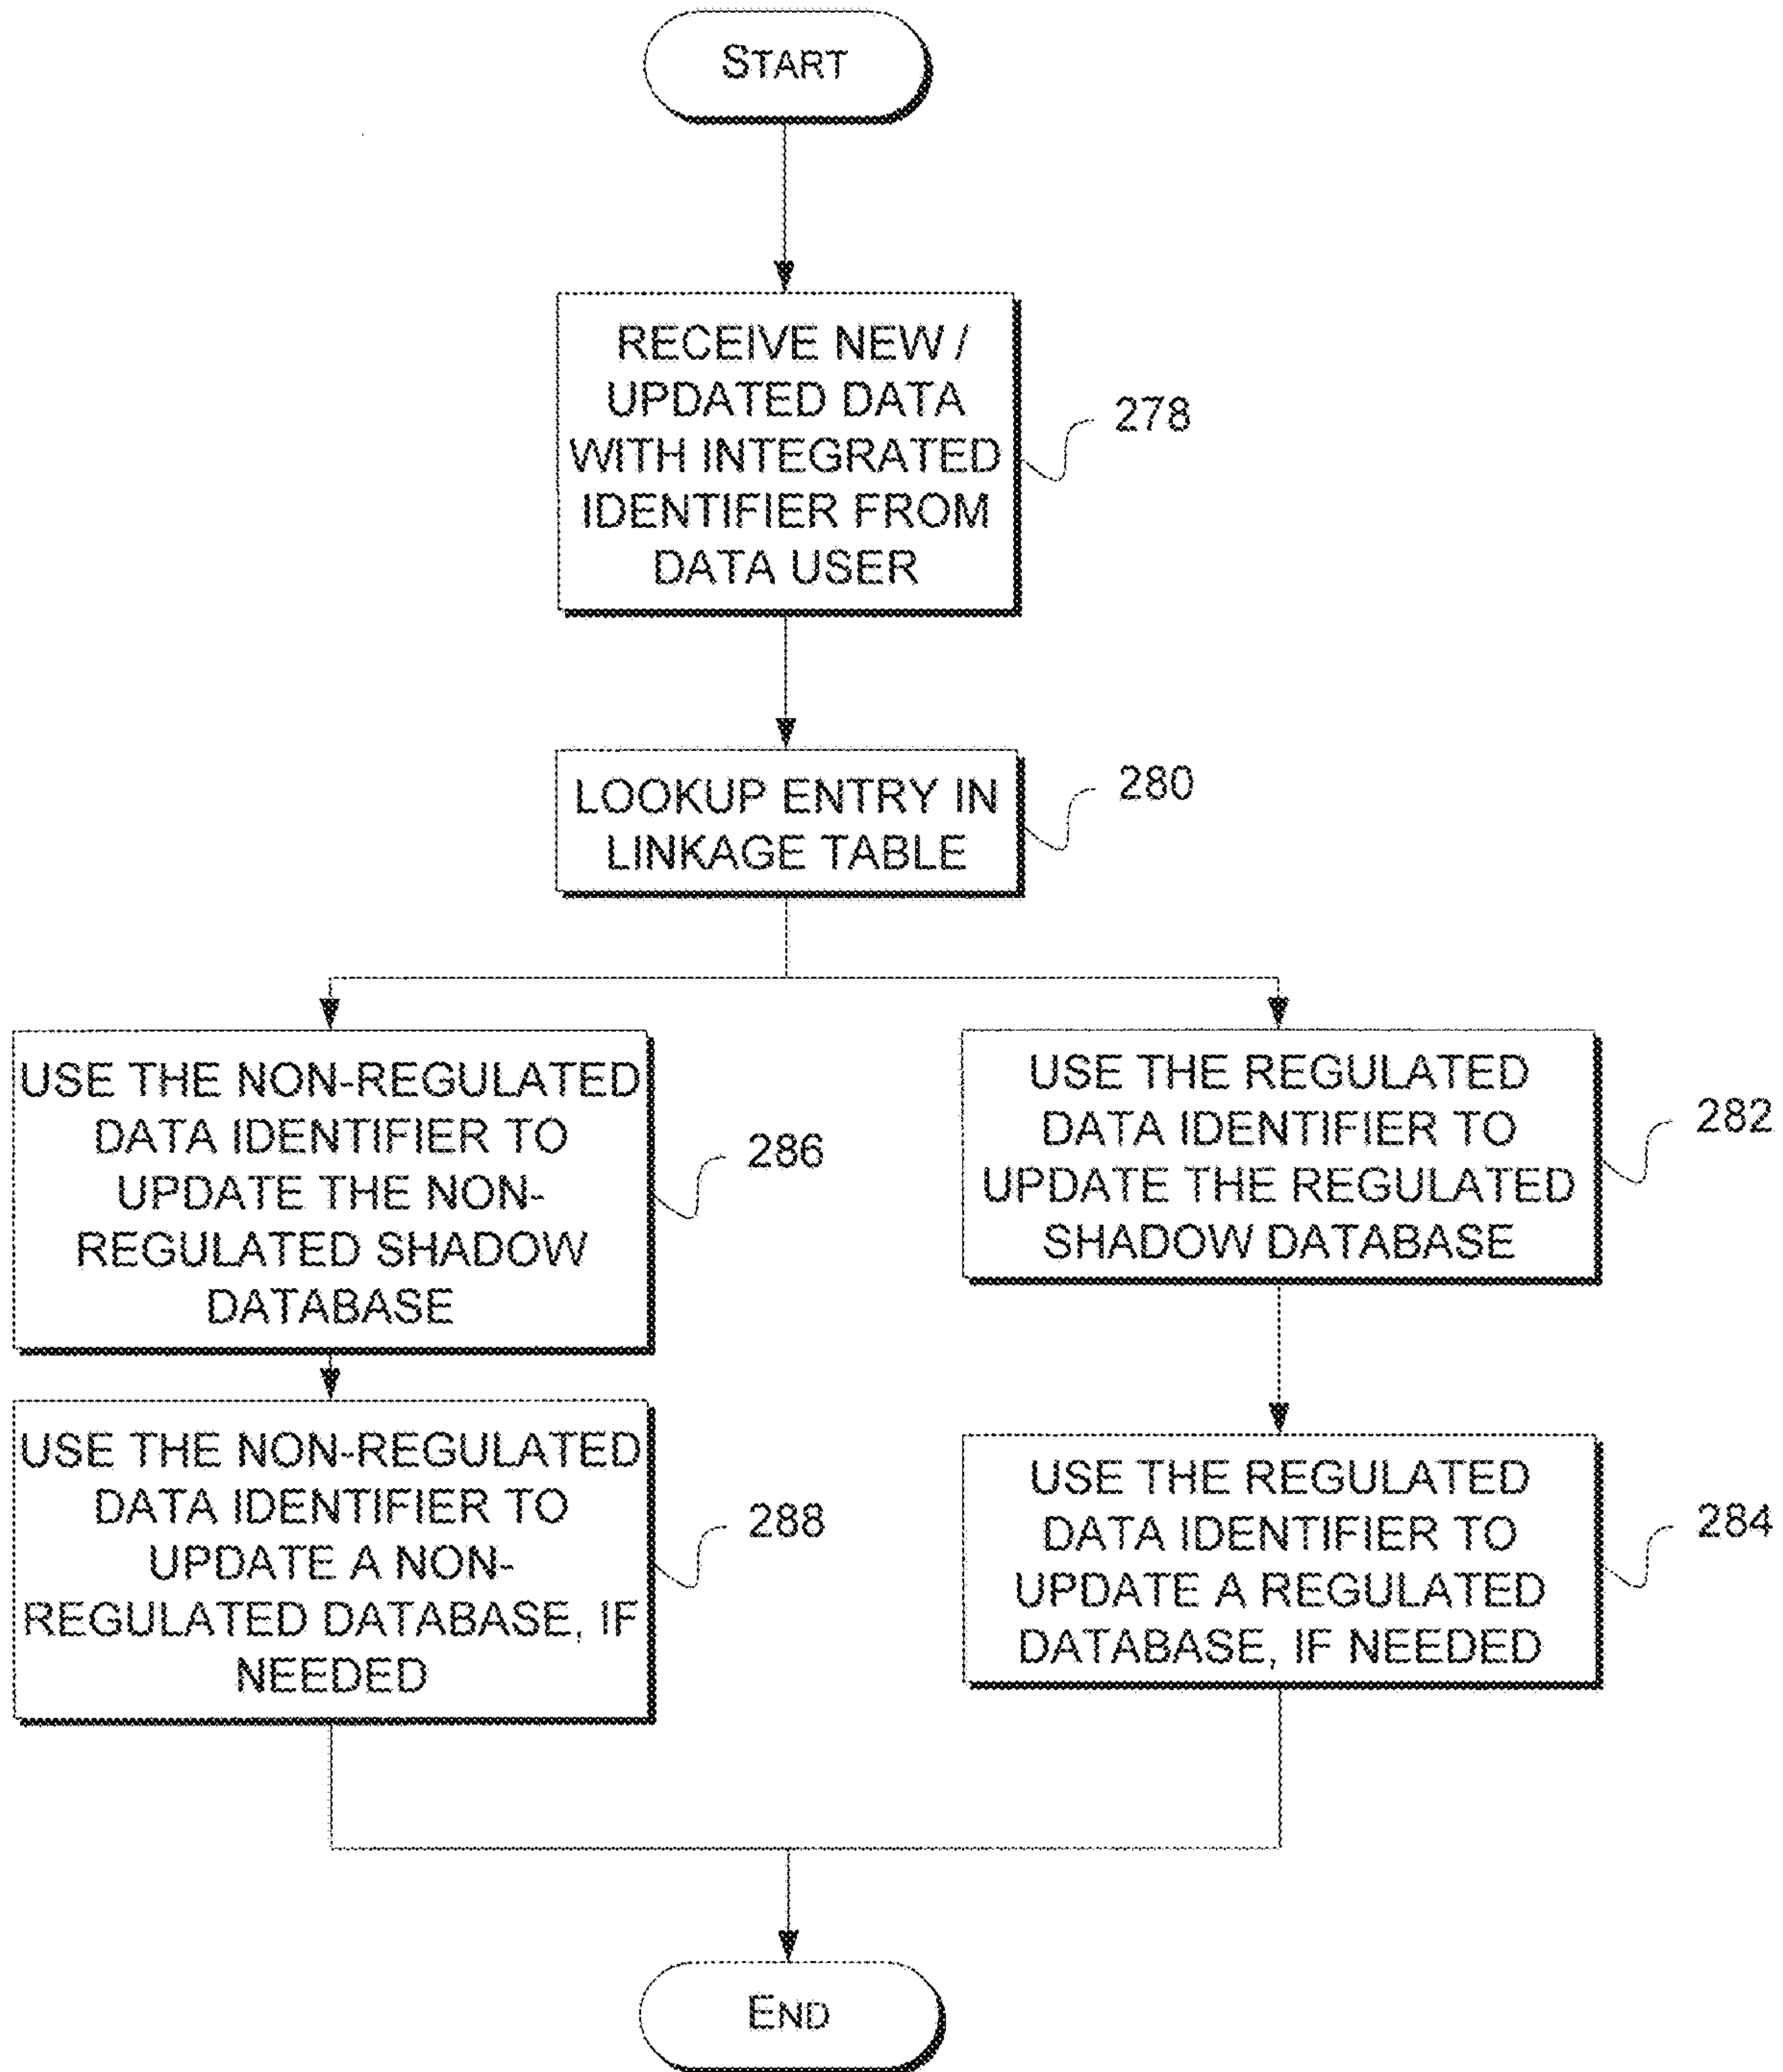 START
RECEIVE NEW /
UPDATED DATA
WITH INTEGRATED
IDENTIFIER FROM
DATA USER
278
LOOKUP ENTRY IN
LINKAGE TABLE
280
USE THE NON-REGULATED
DATA IDENTIFIER TO
UPDATE THE NON-
REGULATED SHADOW
DATABASE
286
USE THE REGULATED
DATA IDENTIFIER TO
UPDATE THE REGULATED
SHADOW DATABASE
282
USE THE NON-REGULATED
DATA IDENTIFIER TO
UPDATE A NON-
REGULATED DATABASE, IF
NEEDED
288
USE THE REGULATED
DATA IDENTIFIER TO
UPDATE A REGULATED
DATABASE, IF NEEDED
284
END